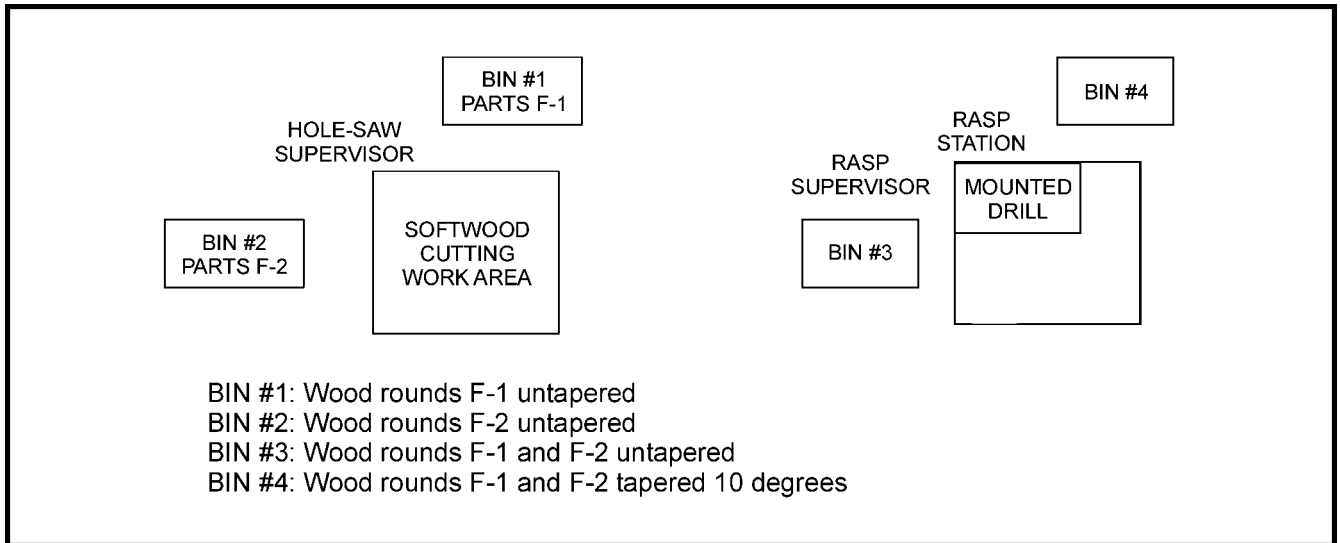 BIN #1
PARTS F-1
HOLE-SAW
SUPERVISOR
BIN #2
PARTS F-2
SOFTWOOD
CUTTING
WORK AREA
BIN #4
RASP
STATION
RASP
SUPERVISOR
MOUNTED
DRILL
BIN #3
BIN #1: Wood rounds F-1 untapered
BIN #2: Wood rounds F-2 untapered
BIN #3: Wood rounds F-1 and F-2 untapered
BIN #4: Wood rounds F-1 and F-2 tapered 10 degrees